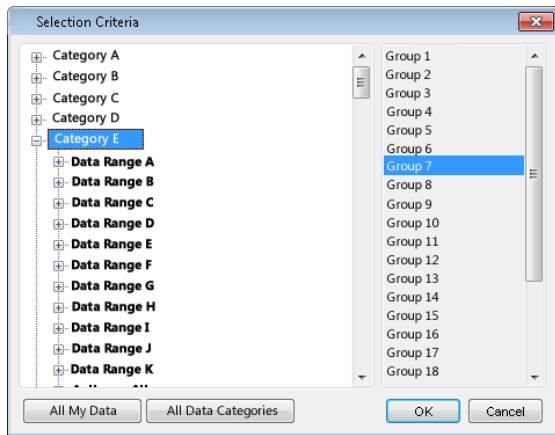 Selection Criteria
Category A
Category B
Category C
Category D
Category E
Data Range A
Data Range B
Data Range C
Data Range D
Data Range E
Data Range F
Data Range G
Data Range H
Data Range I
Data Range J
Data Range K
Group 1
Group 2
Group 3
Group 4
Group 5
Group 6
Group 7
Group 8
Group 9
Group 10
Group 11
Group 12
Group 13
Group 14
Group 15
Group 16
Group 17
Group 18
All My Data
All Data Categories
OK
Cancel